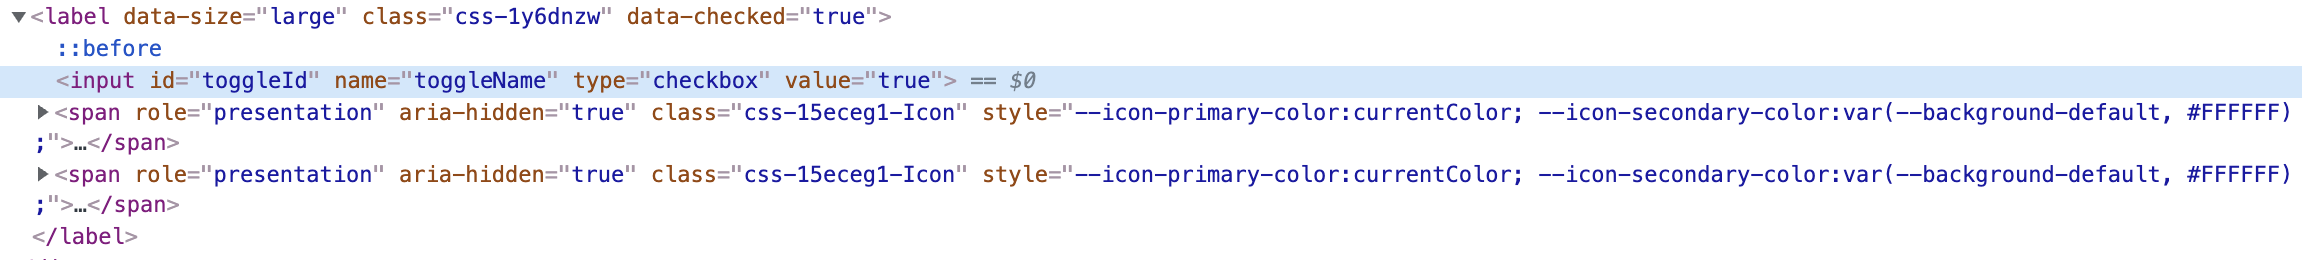 ▼<label data-size="large" class="css-1y6dnzw" data-checked="true">
::before
<input id="toggleId" name="toggleName" type="checkbox" value="true"> == $0
▶<span role="presentation" aria-hidden="true" class="css-15eceg1-Icon" style="--icon-primary-color:currentColor; --icon-secondary-color:var(--background-default, #FFFFFF)
;">…</span>
▶<span role="presentation" aria-hidden="true" class="css-15eceg1-Icon" style="--icon-primary-color:currentColor; --icon-secondary-color:var(--background-default, #FFFFFF)
;">…</span>
</label>